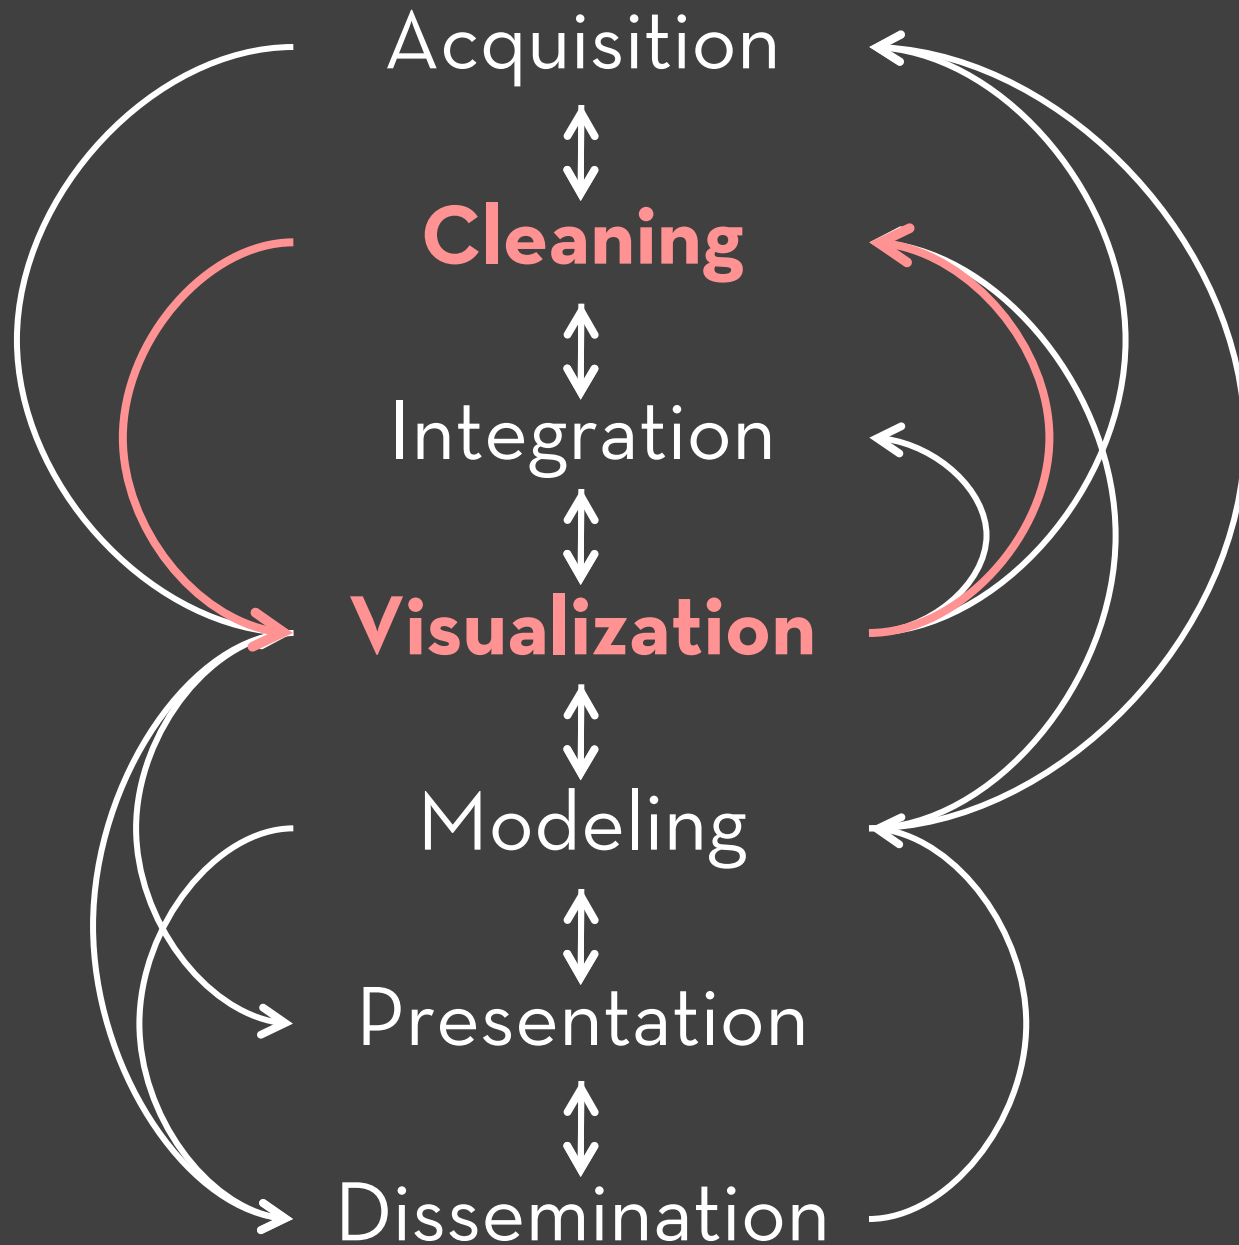 Acquisition
Cleaning
Integration
Visualization
Modeling
Presentation
Dissemination